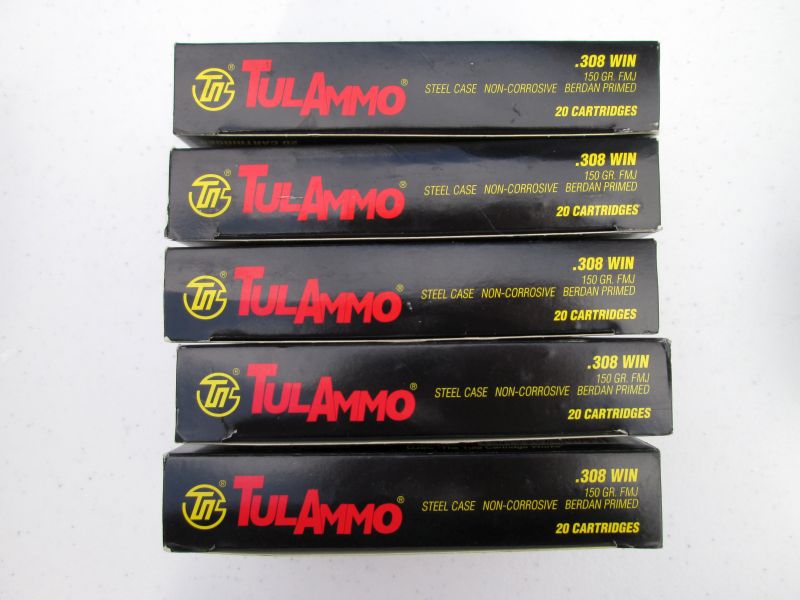 TULAMMO®
.308 WIN
150 GR. FMJ
STEEL CASE NON-CORROSIVE BERDAN PRIMED
20 CARTRIDGES
20 CARTRIDGES
TULAMMO®
.308 WIN
150 GR. FMJ
STEEL CASE NON-CORROSIVE BERDAN PRIMED
20 CARTRIDGES
TULAMMO®
.308 WIN
150 GR. FMJ
STEEL CASE NON-CORROSIVE BERDAN PRIMED
20 CARTRIDGES
TULAMMO®
.308 WIN
150 GR. FMJ
STEEL CASE NON-CORROSIVE BERDAN PRIMED
20 CARTRIDGES
TULAMMO®
.308 WIN
150 GR. FMJ
STEEL CASE NON-CORROSIVE BERDAN PRIMED
20 CARTRIDGES